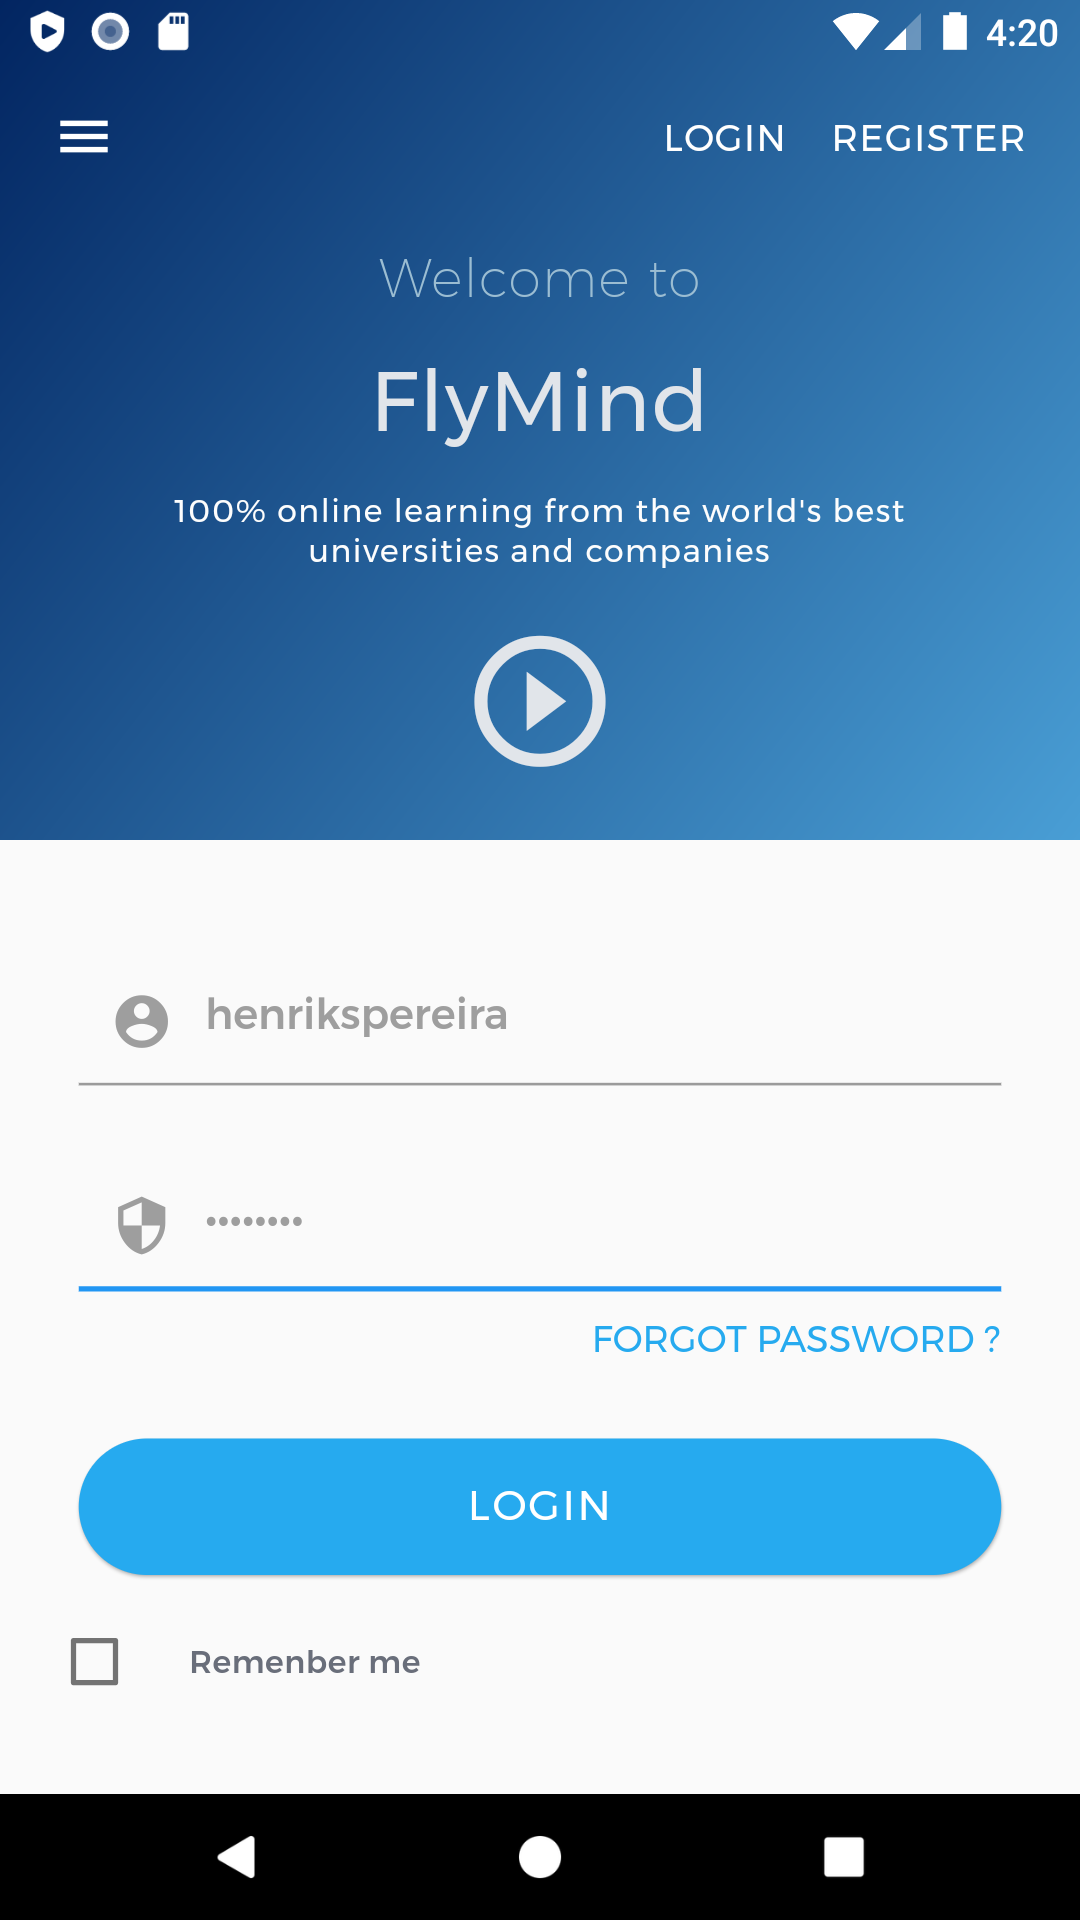 4:20
LOGIN REGISTER
Welcome to
FlyMind
100% online learning from the world's best
universities and companies
henrikspereira
••••••••
FORGOT PASSWORD ?
LOGIN
Remenber me